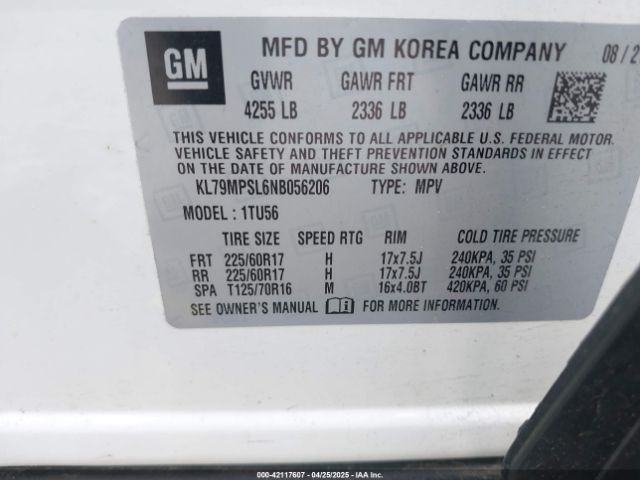 GM MFD BY GM KOREA COMPANY 08 / 2
GVWR GAWR FRT GAWR RR
4255 LB 2336 LB 2336 LB
THIS VEHICLE CONFORMS TO ALL APPLICABLE U.S. FEDERAL MOTOR
VEHICLE SAFETY AND THEFT PREVENTION STANDARDS IN EFFECT
ON THE DATE OF MANUFACTURE SHOWN ABOVE.
KL79MPSL6NB056206 TYPE: MPV
MODEL : 1TU56
TIRE SIZE SPEED RTG RIM COLD TIRE PRESSURE
FRT 225/60R17 H 17x7.5J 240KPA, 35 PSI
RR 225/60R17 H 17x7.5J 240KPA, 35 PSI
SPA T125/70R16 M 16x4.0BT 420KPA, 60 PSI
SEE OWNER'S MANUAL FOR MORE INFORMATION.
000-42117607 - 04/25/2025 - IAAI.COM